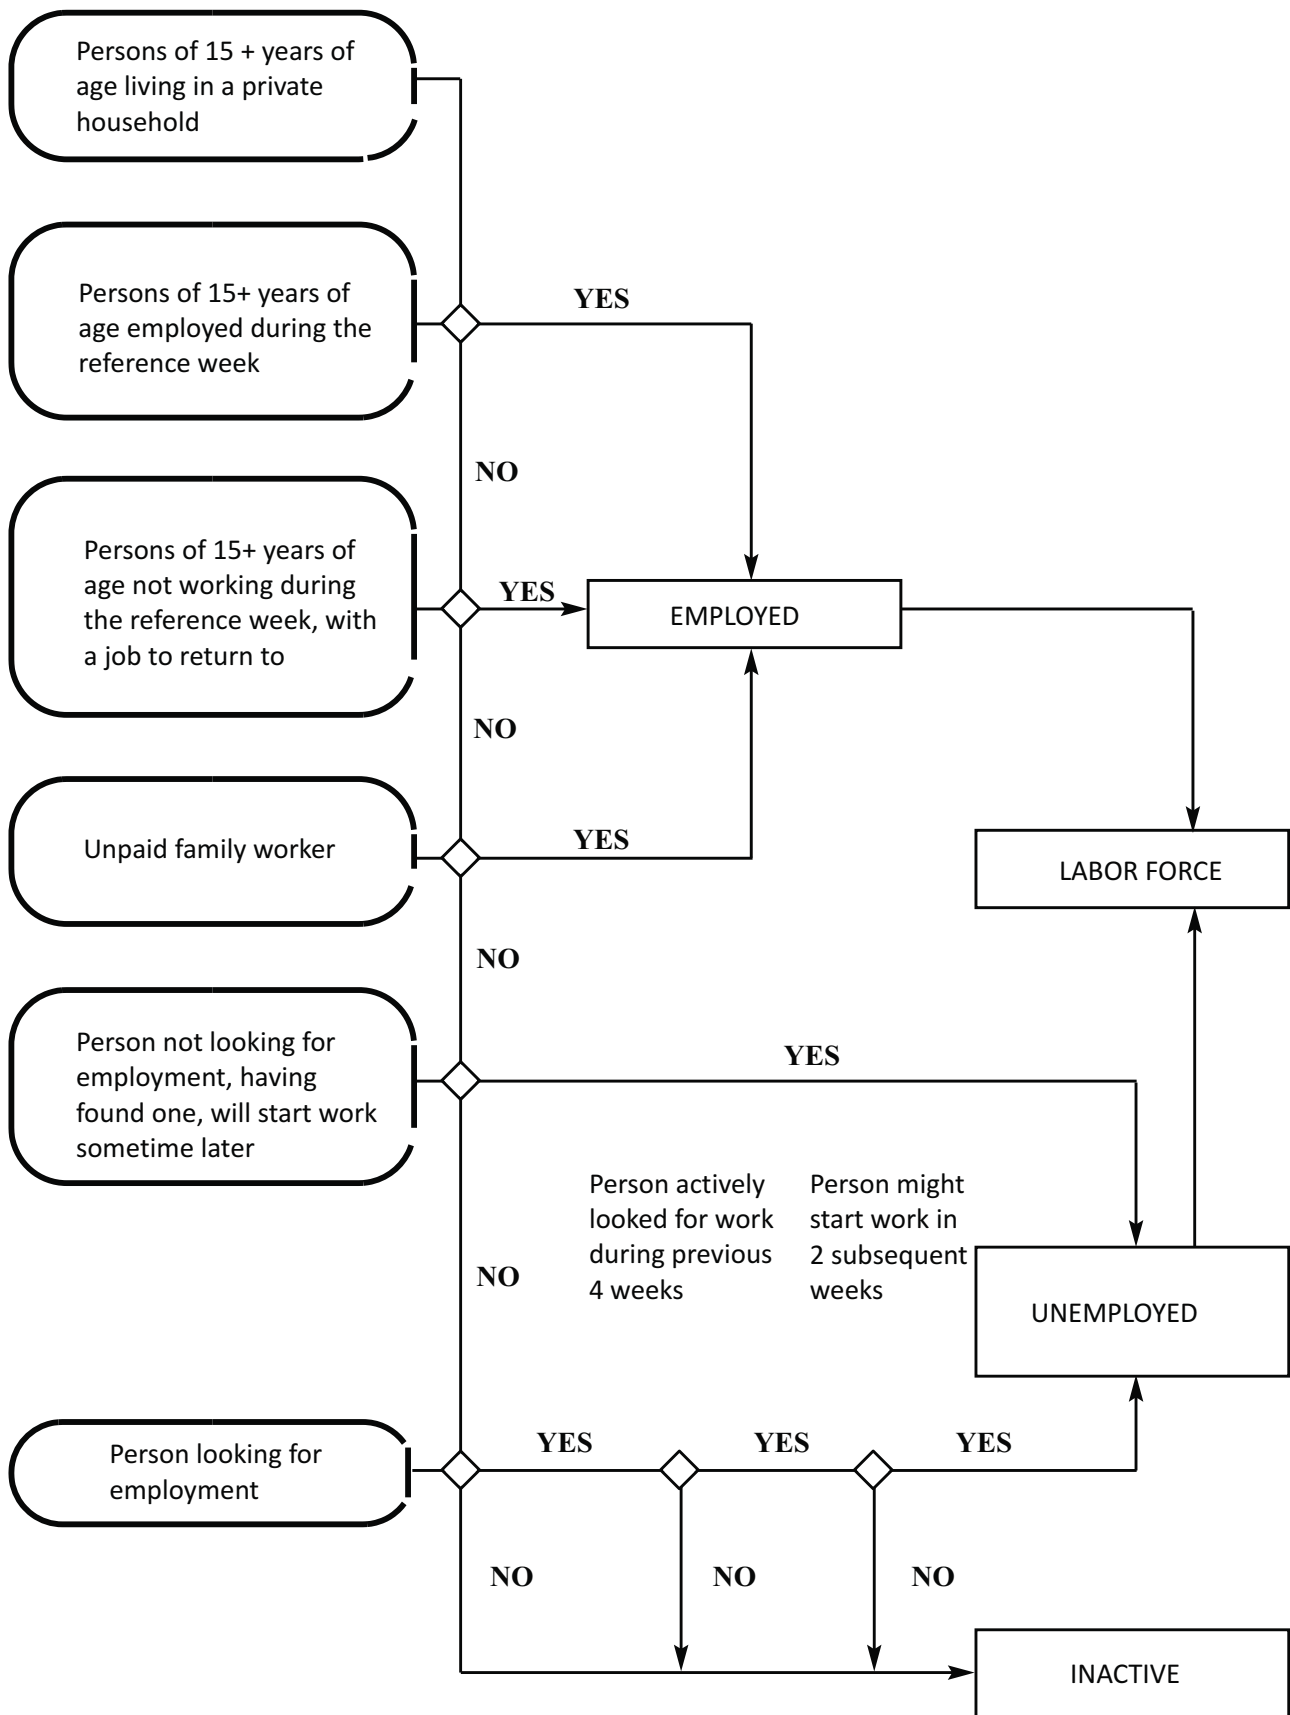 Persons of 15 + years of
age living in a private
household
Persons of 15+ years of
age employed during the
reference week
YES
NO
Persons of 15+ years of
age not working during
the reference week, with
a job to return to
YES
EMPLOYED
NO
Unpaid family worker
YES
LABOR FORCE
NO
Person not looking for
employment, having
found one, will start work
sometime later
YES
Person actively
looked for work
during previous
4 weeks
Person might
start work in
2 subsequent
weeks
NO
UNEMPLOYED
Person looking for
employment
YES
YES
YES
NO
NO
NO
INACTIVE